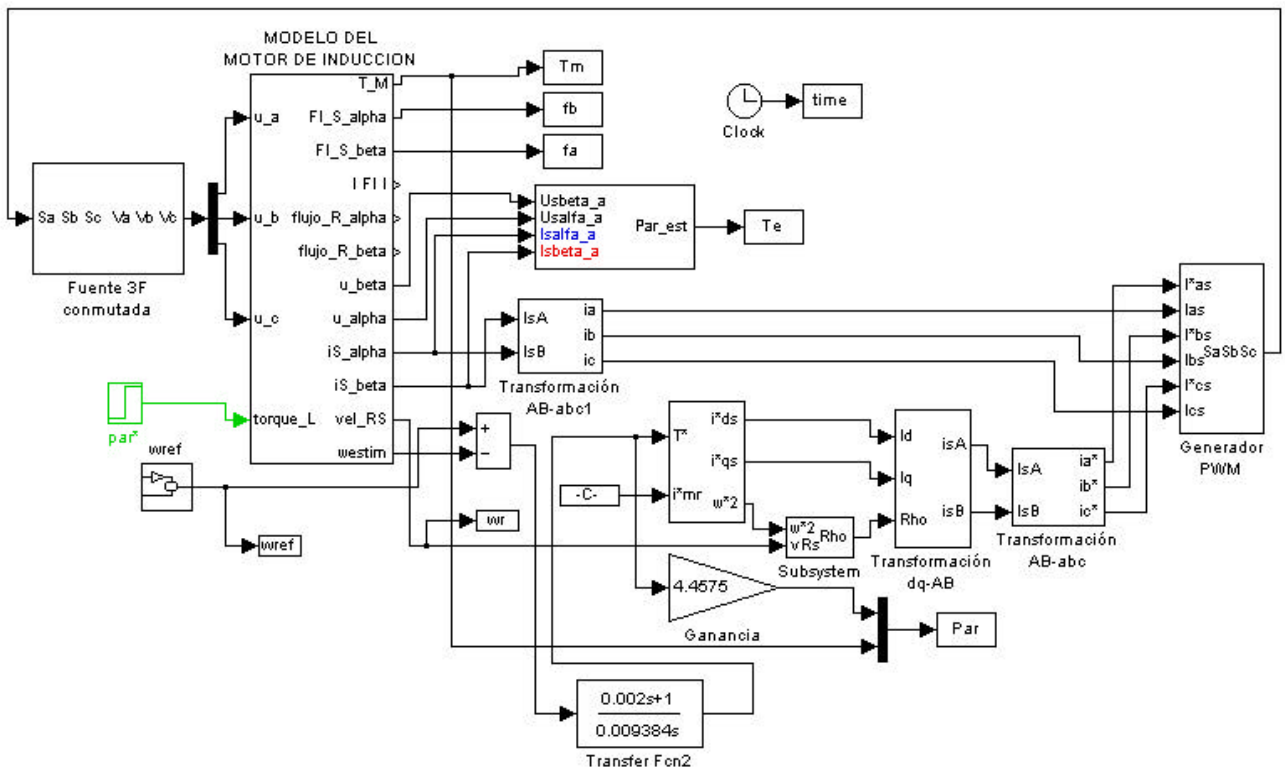 MODELO DEL
MOTOR DE INDUCCION
T_M
FI_S_alpha
FI_S_beta
I FI I
flujo_R_alpha
flujo_R_beta
u_beta
u_alpha
iS_alpha
iS_beta
vel_RS
westim
u_a
u_b
u_c
torque_L
Sa Sb Sc Va Vb Vc
Fuente 3F
conmutada
par*
wref
wref
Tm
fb
fa
Clock
time
Usbeta_a
Usalfa_a
Isalfa_a
Isbeta_a
Par_est
Te
IsA
IsB
ia
ib
ic
Transformación
AB-abc1
+
−
wr
T*
i*mr
i*ds
i*qs
w*2
-C-
w*2
vRs
Rho
Subsystem
Id
Iq
Rho
isA
isB
Transformación
dq-AB
IsA
IsB
ia*
ib*
ic*
Transformación
AB-abc
I*as
Ias
I*bs
Ibs
I*cs
Ics
SaSbSc
Generador
PWM
4.4575
Ganancia
Par
0.002s+1
0.009384s
Transfer Fcn2